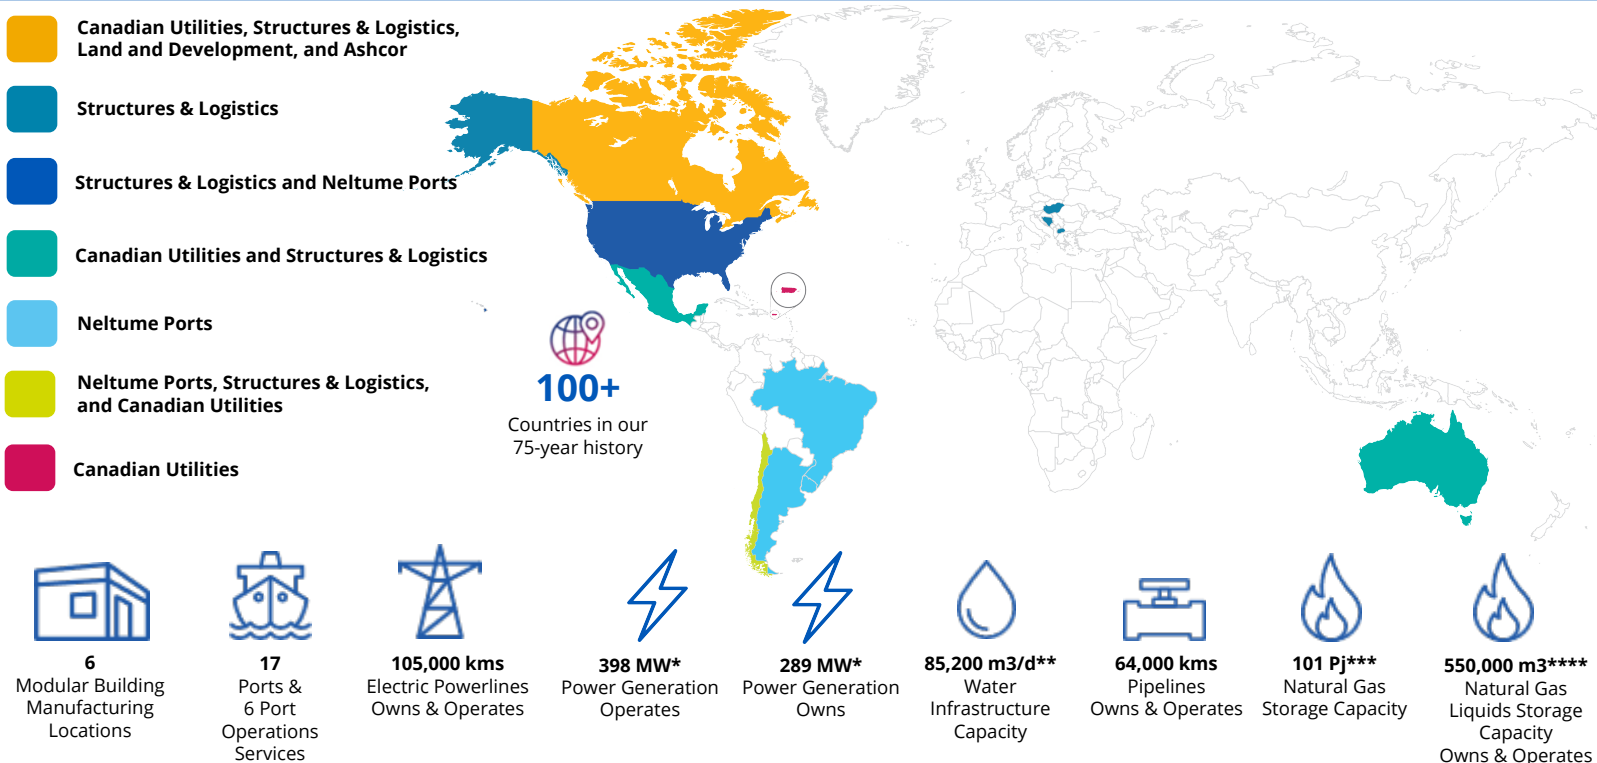 Canadian Utilities, Structures & Logistics,
Land and Development, and Ashcor
Structures & Logistics
Structures & Logistics and Neltume Ports
Canadian Utilities and Structures & Logistics
Neltume Ports
Neltume Ports, Structures & Logistics,
and Canadian Utilities
Canadian Utilities
100+
Countries in our
75-year history
6
Modular Building
Manufacturing
Locations
17
Ports &
6 Port
Operations
Services
105,000 kms
Electric Powerlines
Owns & Operates
398 MW*
Power Generation
Operates
289 MW*
Power Generation
Owns
85,200 m3/d**
Water
Infrastructure
Capacity
64,000 kms
Pipelines
Owns & Operates
101 Pj***
Natural Gas
Storage Capacity
550,000 m3****
Natural Gas
Liquids Storage
Capacity
Owns & Operates